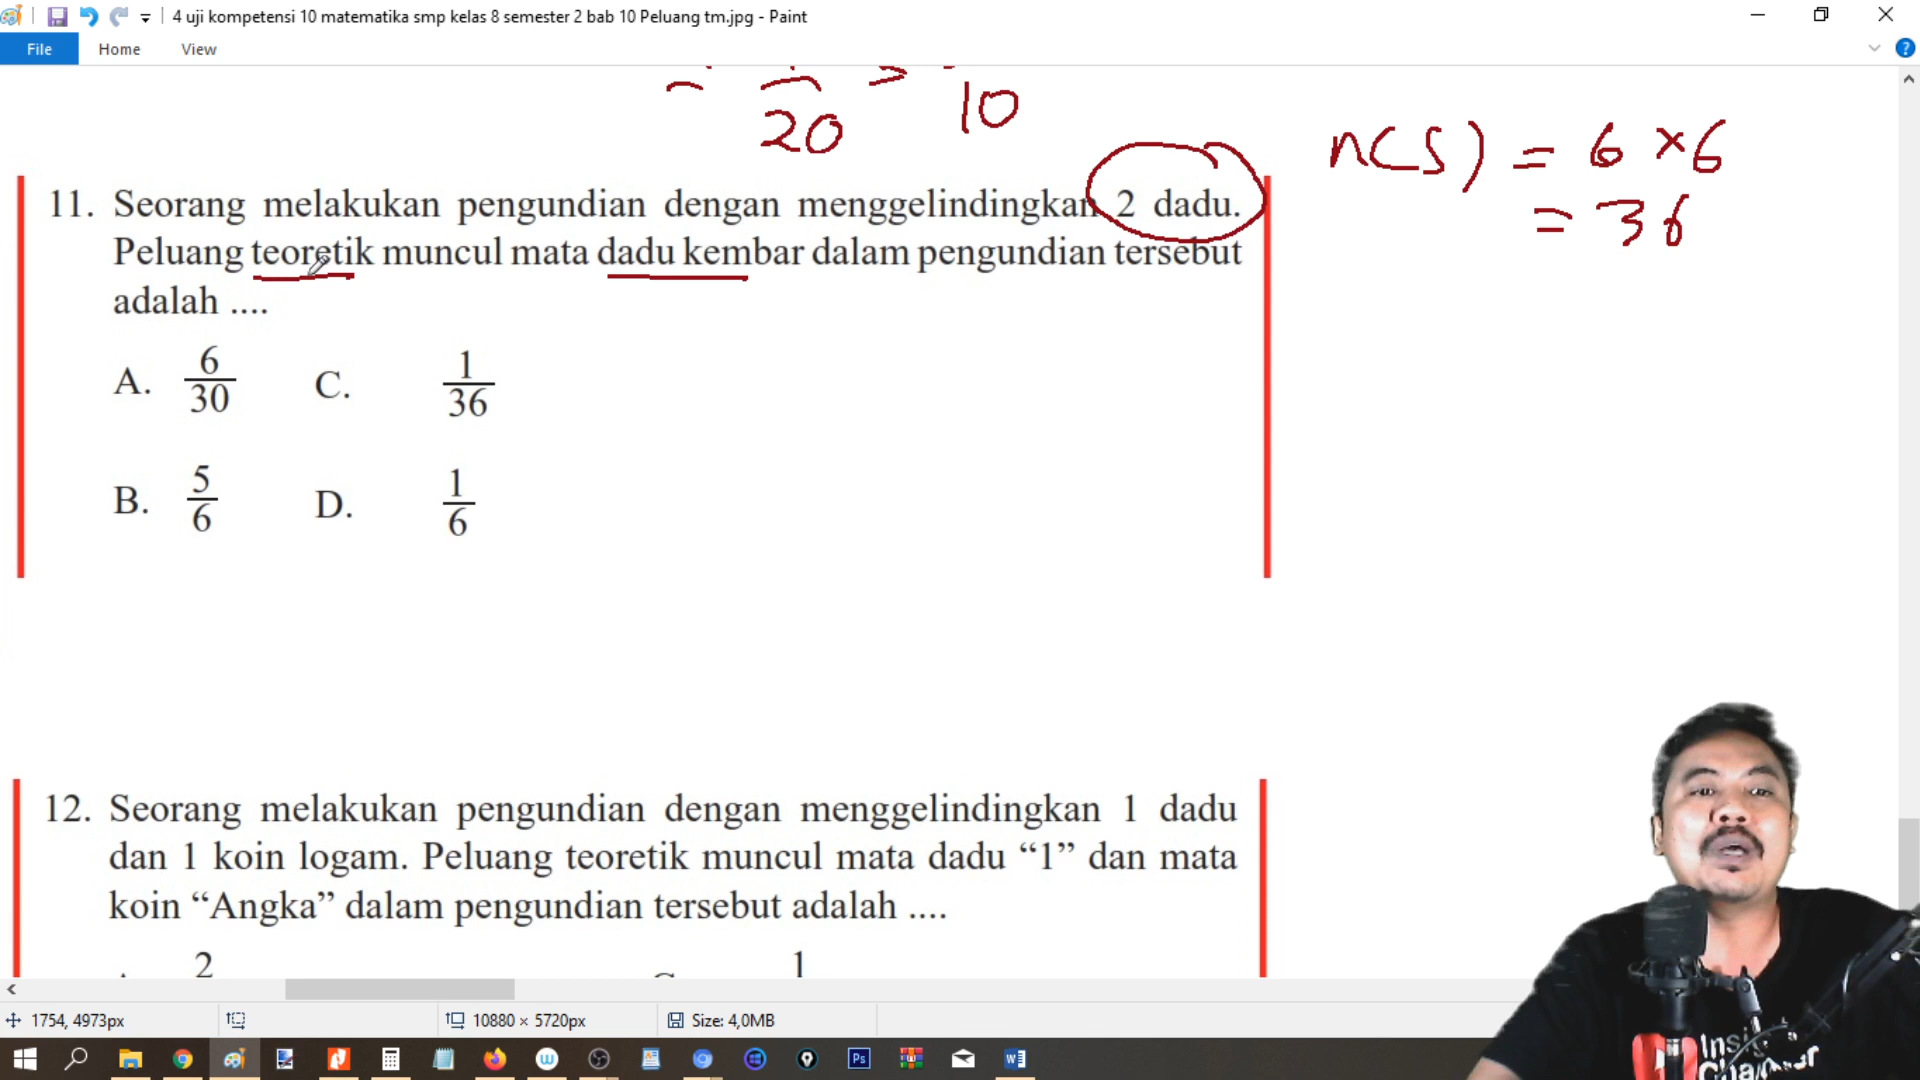 4 uji kompetensi 10 matematika smp kelas 8 semester 2 bab 10 Peluang tm.jpg - Paint
File Home View
20 10
n(S) = 6 × 6
= 36
11. Seorang melakukan pengundian dengan menggelindingkan 2 dadu.
Peluang teoretik muncul mata dadu kembar dalam pengundian tersebut
adalah ....
A. 6/30 C. 1/36
B. 5/6 D. 1/6
12. Seorang melakukan pengundian dengan menggelindingkan 1 dadu
dan 1 koin logam. Peluang teoretik muncul mata dadu “1” dan mata
koin “Angka” dalam pengundian tersebut adalah ....
2 1
1754, 4973px 10880 × 5720px Size: 4,0MB
Ps